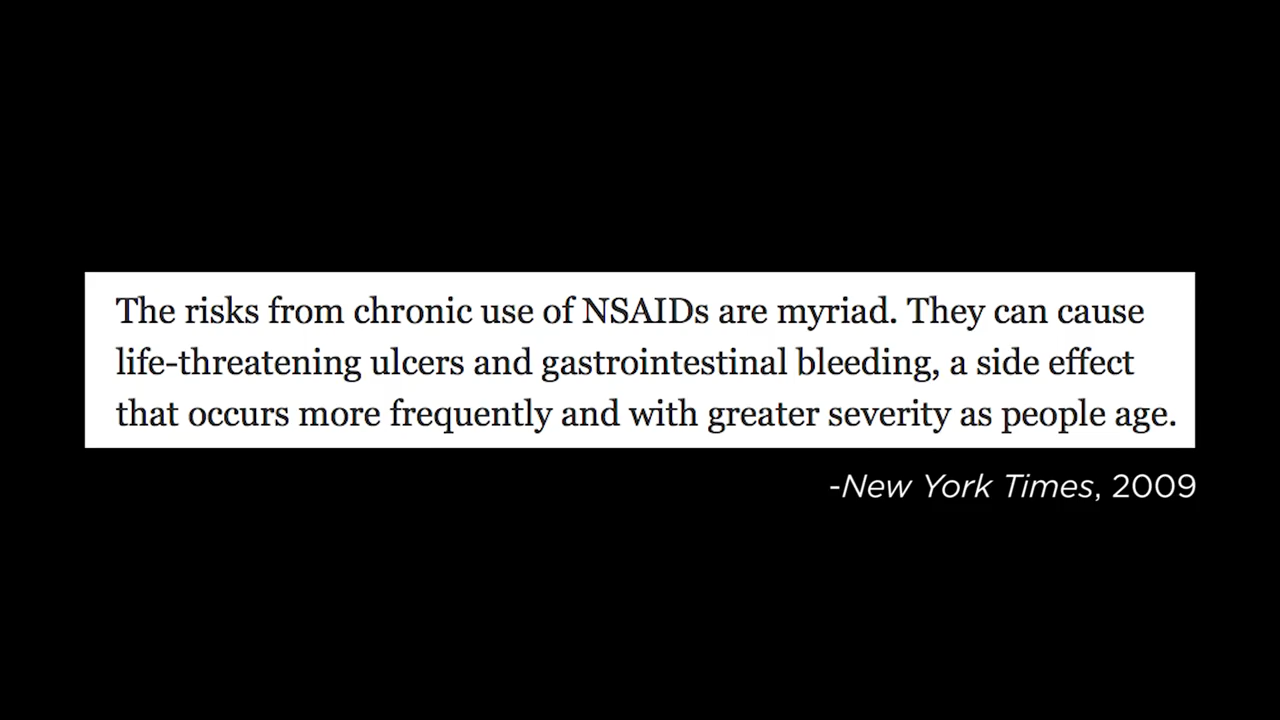 The risks from chronic use of NSAIDs are myriad. They can cause
life-threatening ulcers and gastrointestinal bleeding, a side effect
that occurs more frequently and with greater severity as people age.
-New York Times, 2009